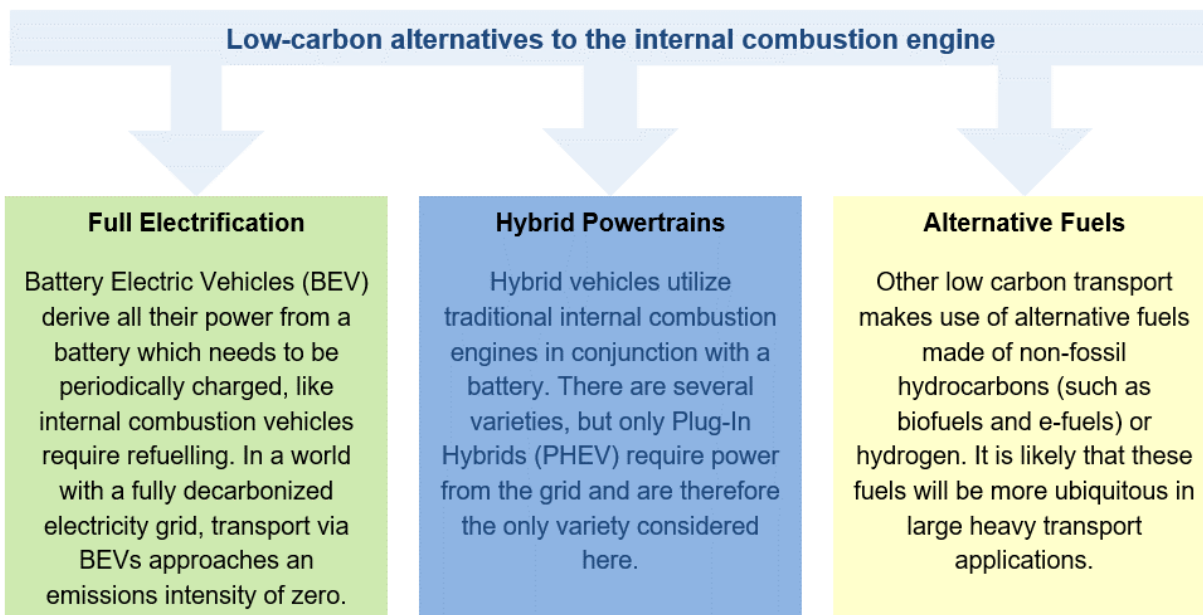 Low-carbon alternatives to the internal combustion engine
Full Electrification
Battery Electric Vehicles (BEV)
derive all their power from a
battery which needs to be
periodically charged, like
internal combustion vehicles
require refuelling. In a world
with a fully decarbonized
electricity grid, transport via
BEVs approaches an
emissions intensity of zero.
Hybrid Powertrains
Hybrid vehicles utilize
traditional internal combustion
engines in conjunction with a
battery. There are several
varieties, but only Plug-In
Hybrids (PHEV) require power
from the grid and are therefore
the only variety considered
here.
Alternative Fuels
Other low carbon transport
makes use of alternative fuels
made of non-fossil
hydrocarbons (such as
biofuels and e-fuels) or
hydrogen. It is likely that these
fuels will be more ubiquitous in
large heavy transport
applications.